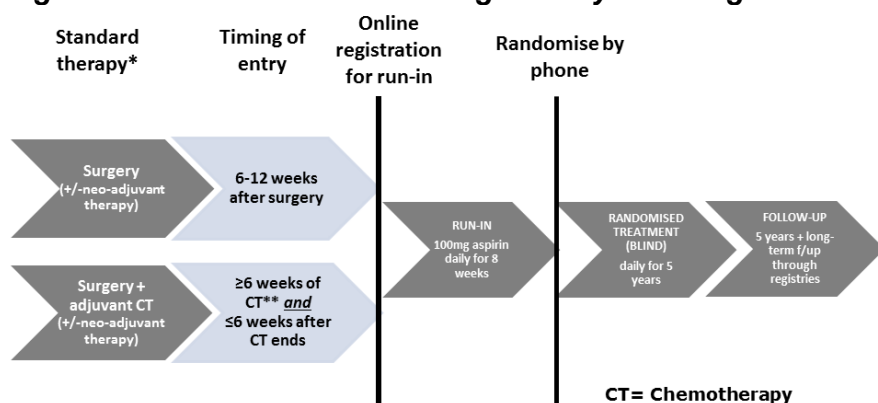 Standard
therapy*
Timing of
entry
Online
registration
for run-in
Randomise by
phone
Surgery
(+/-neo-adjuvant
therapy)
6-12 weeks
after surgery
RUN-IN
100mg aspirin
daily for 8
weeks
RANDOMISED
TREATMENT
(BLIND)
daily for 5
years
FOLLOW-UP
5 years + long-
term f/up
through
registries
Surgery +
adjuvant CT
(+/-neo-adjuvant
therapy)
≥6 weeks of
CT** and
≤6 weeks after
CT ends
CT= Chemotherapy